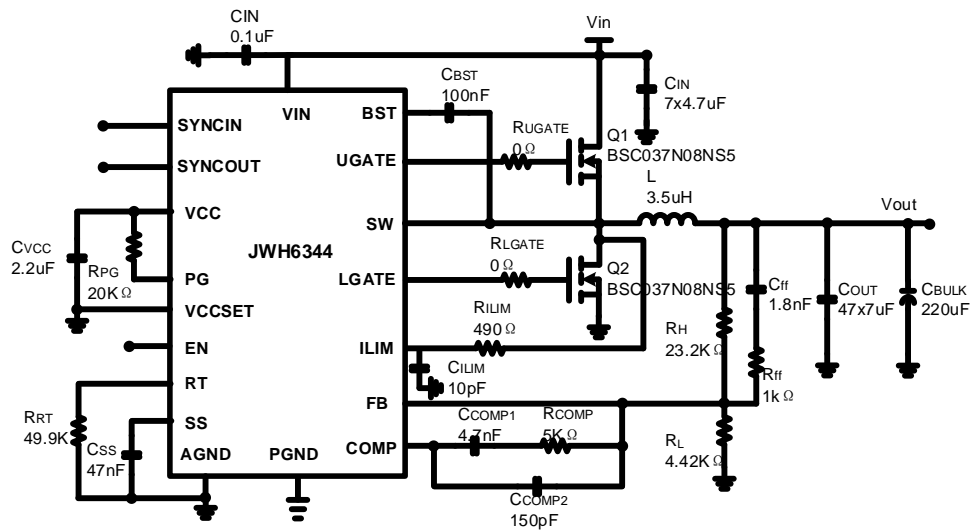 CIN
0.1uF
Vin
CIN
7x4.7uF
CBST
100nF
VIN
BST
SYNCIN
RUGATE
0Ω
Q1
BSC037N08NS5
UGATE
SYNCOUT
L
3.5uH
VCC
Vout
SW
JWH6344
CVCC
2.2uF
RPG
20KΩ
PG
LGATE
RLGATE
0Ω
Q2
BSC037N08NS5
Cff
1.8nF
COUT
47x7uF
CBULK
220uF
VCCSET
RILIM
490Ω
RH
23.2KΩ
EN
ILIM
CILIM
10pF
Rff
1kΩ
RT
FB
RRT
49.9K
SS
CSS
47nF
CCOMP1
4.7nF
RCOMP
5KΩ
RL
4.42KΩ
AGND
PGND
COMP
CCOMP2
150pF